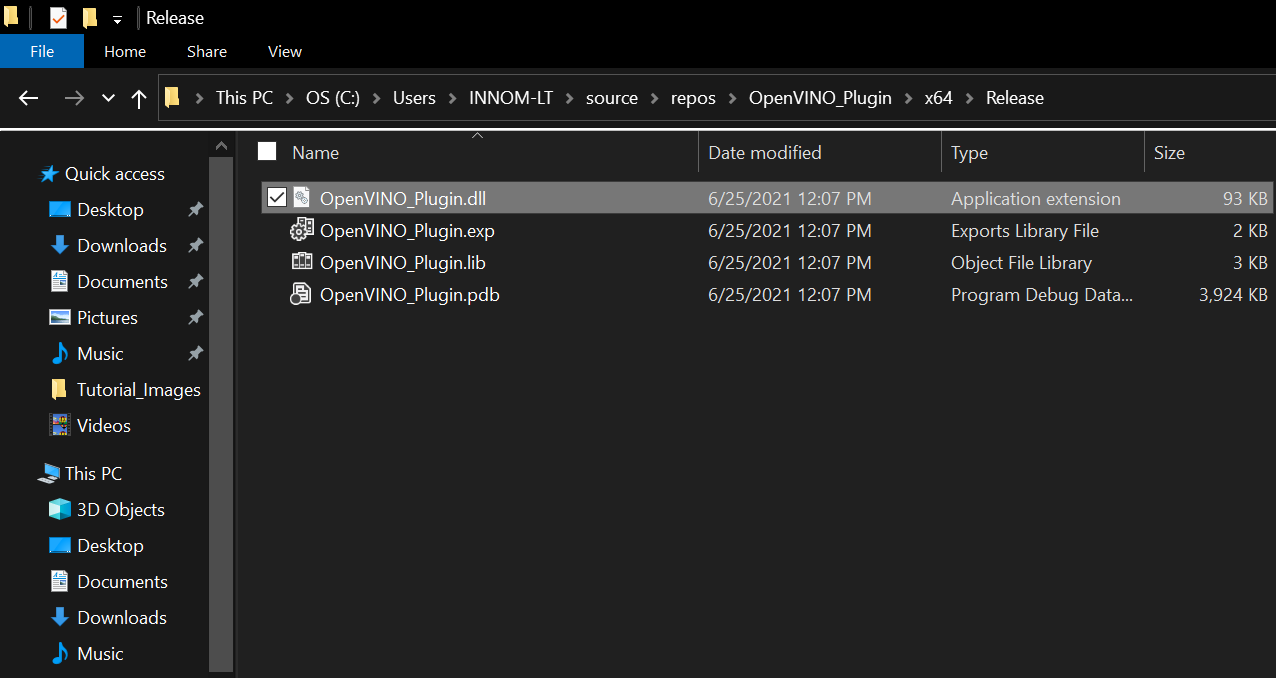 Release
File Home Share View
This PC OS (C:) Users INNOM-LT source repos OpenVINO_Plugin x64 Release
Name Date modified Type Size
Quick access
Desktop
Downloads
Documents
Pictures
Music
Tutorial_Images
Videos
This PC
3D Objects
Desktop
Documents
Downloads
Music
OpenVINO_Plugin.dll 6/25/2021 12:07 PM Application extension 93 KB
OpenVINO_Plugin.exp 6/25/2021 12:07 PM Exports Library File 2 KB
OpenVINO_Plugin.lib 6/25/2021 12:07 PM Object File Library 3 KB
OpenVINO_Plugin.pdb 6/25/2021 12:07 PM Program Debug Data... 3,924 KB